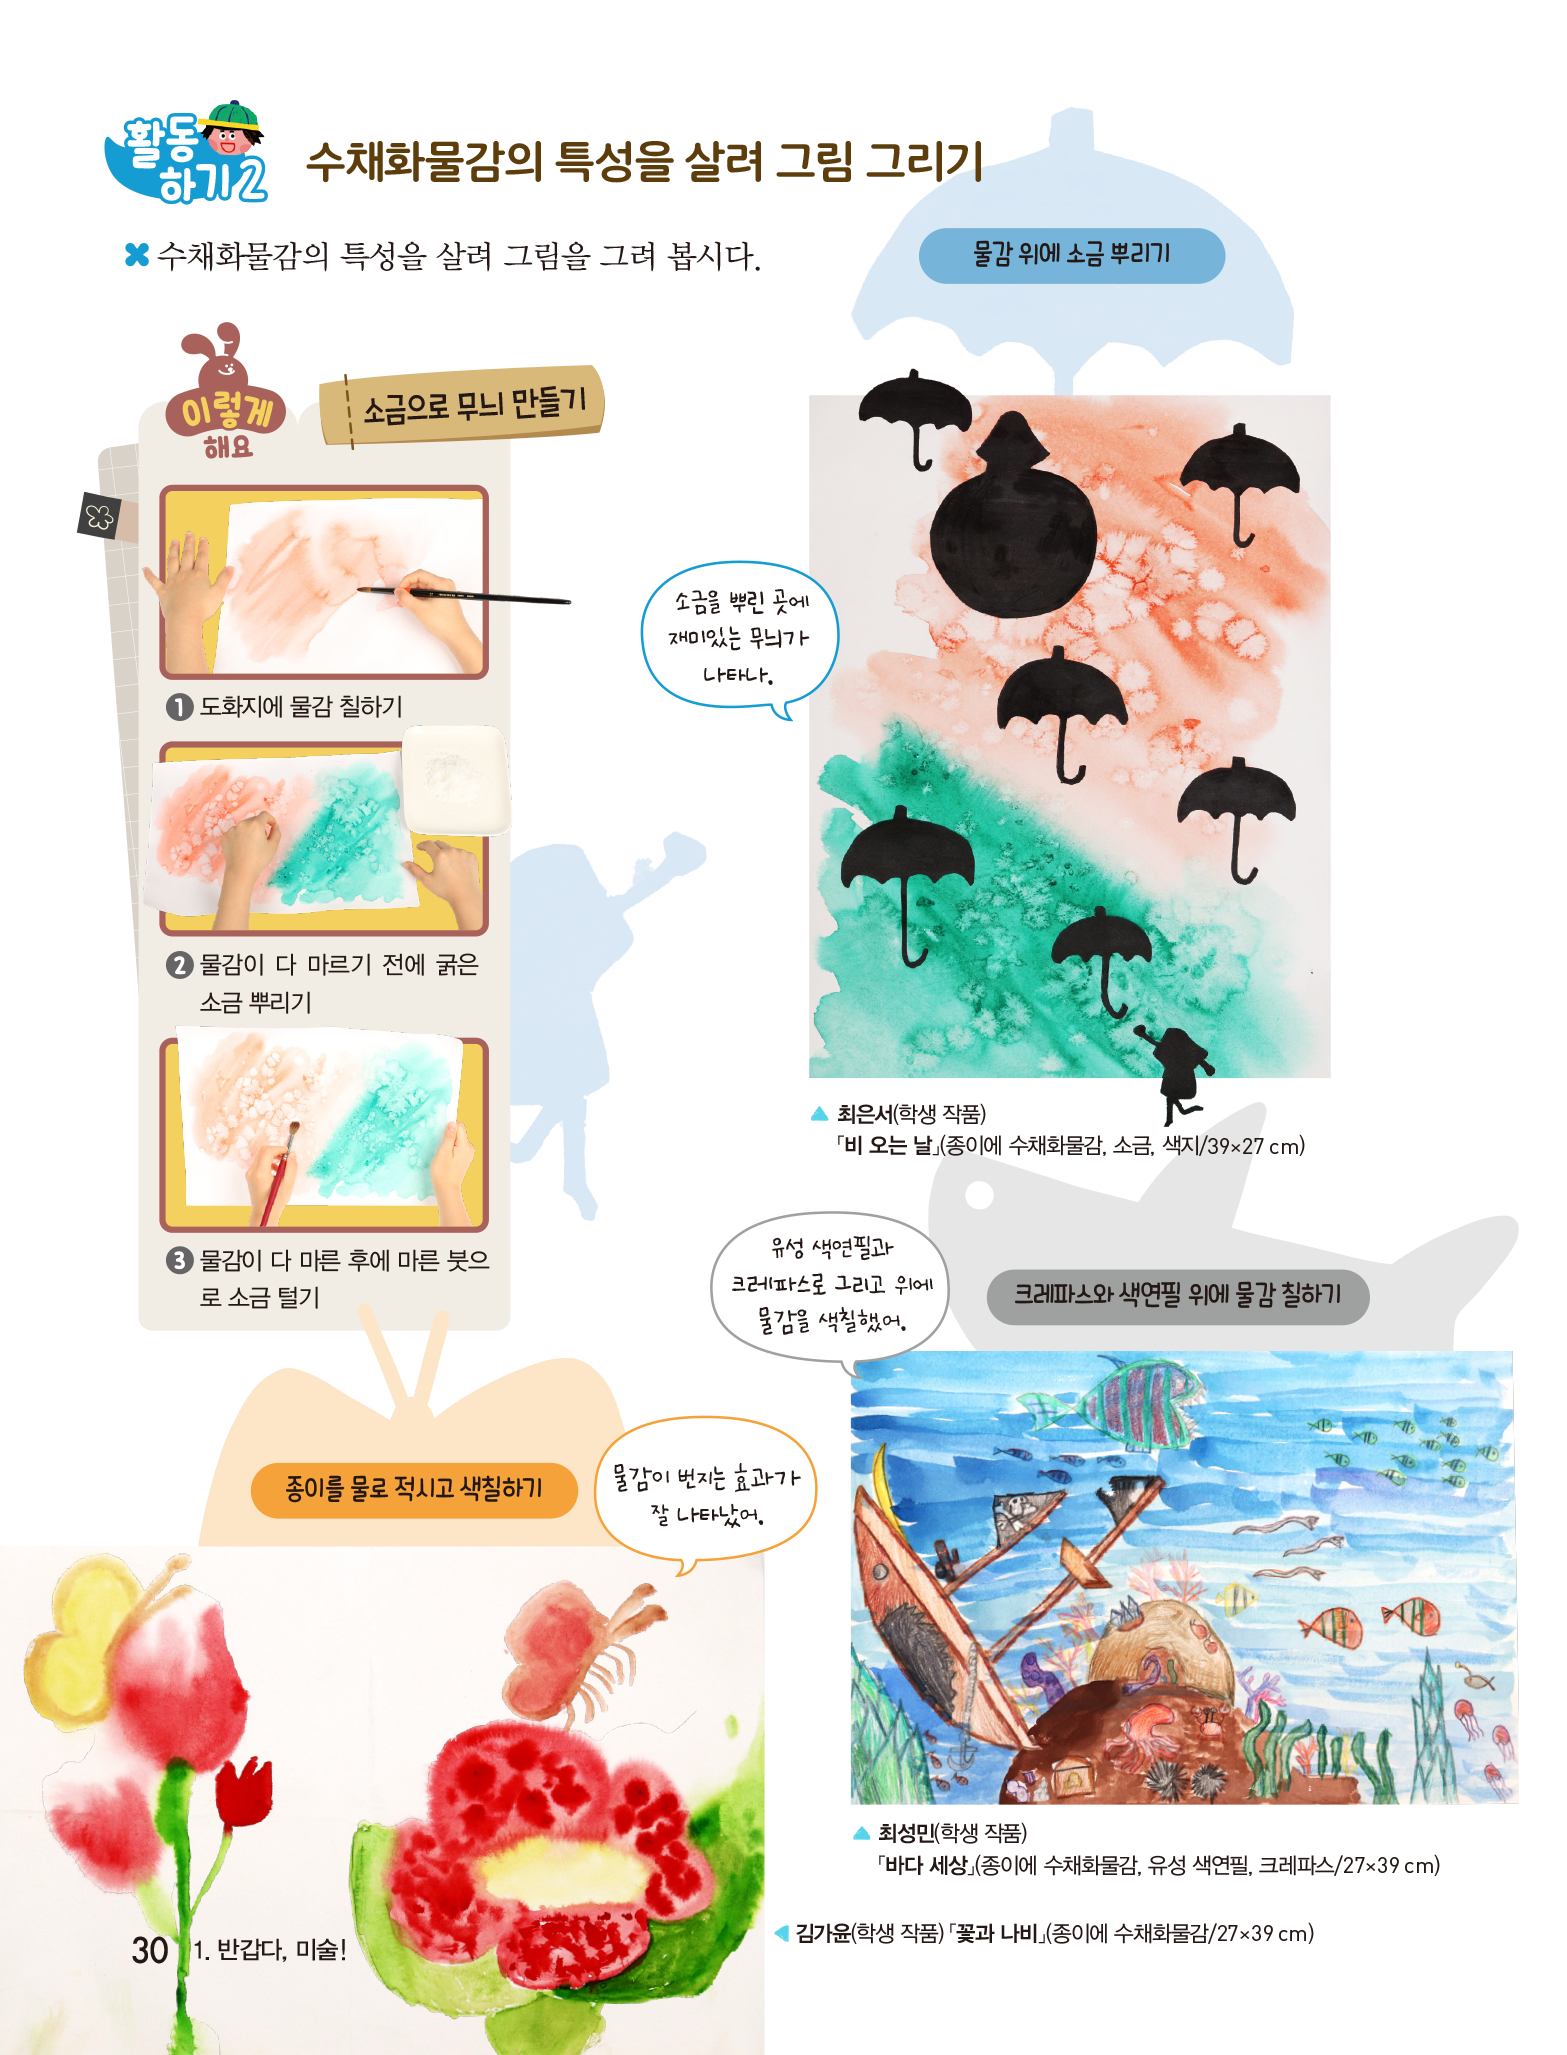 활동
하기2
수채화물감의 특성을 살려 그림 그리기
수채화물감의 특성을 살려 그림을 그려 봅시다.
물감 위에 소금 뿌리기
이렇게
해요
소금으로 무늬 만들기
1 도화지에 물감 칠하기
2 물감이 다 마르기 전에 굵은
소금 뿌리기
3 물감이 다 마른 후에 마른 붓으
로 소금 털기
소금을 뿌린 곳에
재미있는 무늬가
나타나.
▲ 최은서(학생 작품)
「비 오는 날」(종이에 수채화물감, 소금, 색지/39×27 cm)
유성 색연필과
크레파스로 그리고 위에
물감을 색칠했어.
크레파스와 색연필 위에 물감 칠하기
종이를 물로 적시고 색칠하기
물감이 번지는 효과가
잘 나타났어.
▲ 최성민(학생 작품)
「바다 세상」(종이에 수채화물감, 유성 색연필, 크레파스/27×39 cm)
◀ 김가윤(학생 작품) 「꽃과 나비」(종이에 수채화물감/27×39 cm)
30 1. 반갑다, 미술!